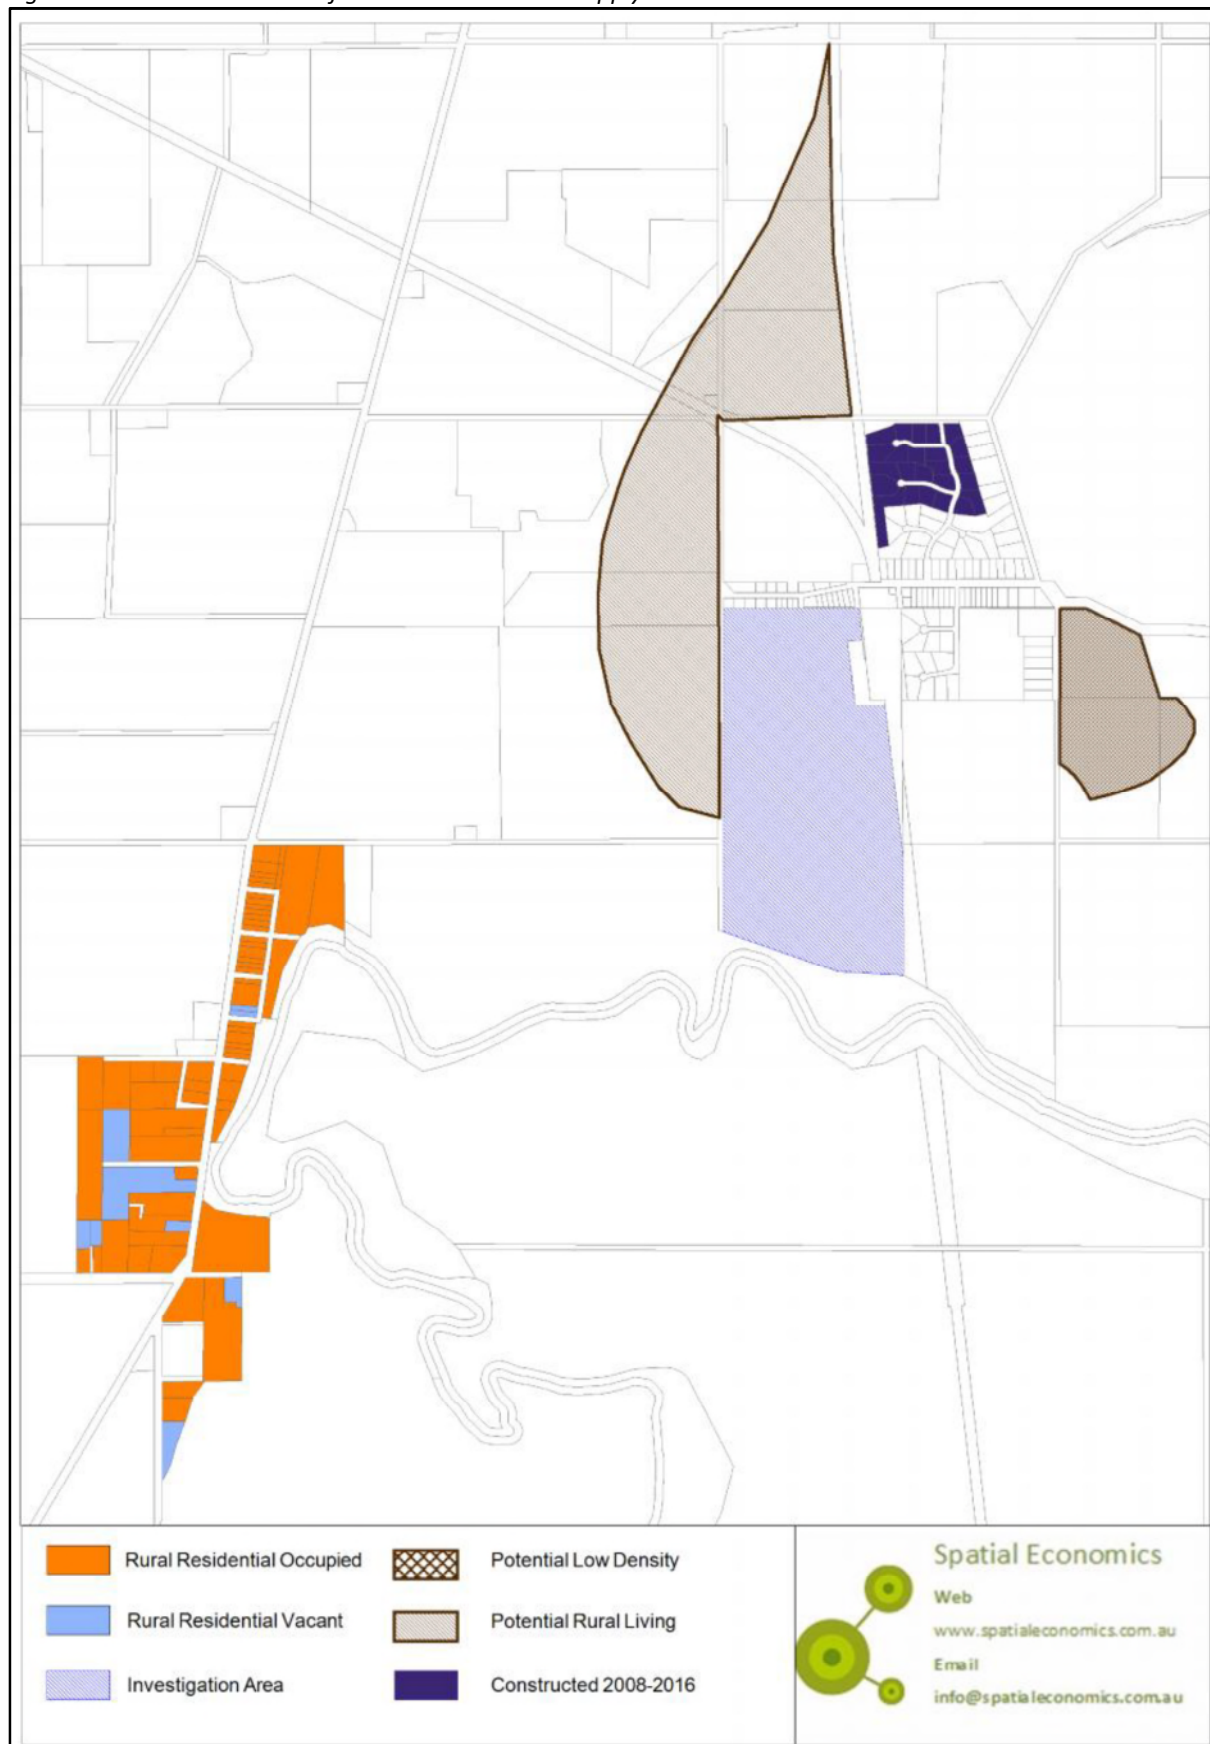 Rural Residential Occupied
Rural Residential Vacant
Investigation Area
Potential Low Density
Potential Rural Living
Constructed 2008-2016
Spatial Economics
Web
www.spatialeconomics.com.au
Email
info@spatialeconomics.com.au